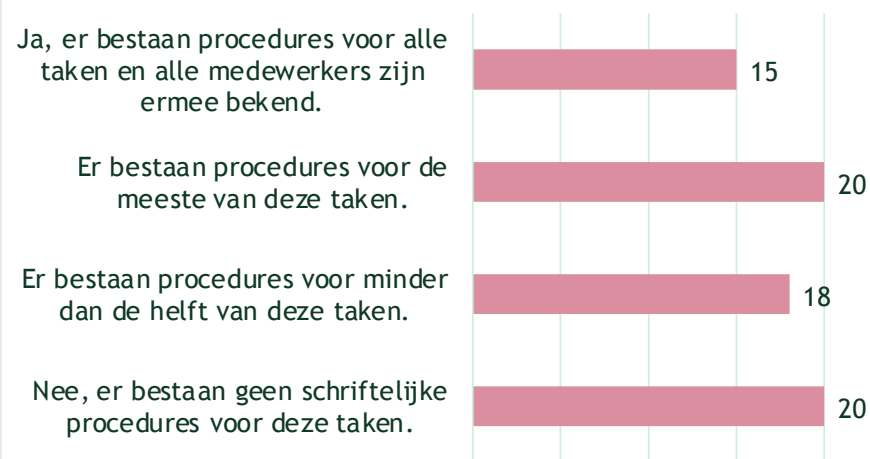 Ja, er bestaan procedures voor alle
taken en alle medewerkers zijn
ermee bekend.
15
Er bestaan procedures voor de
meeste van deze taken.
20
Er bestaan procedures voor minder
dan de helft van deze taken.
18
Nee, er bestaan geen schriftelijke
procedures voor deze taken.
20